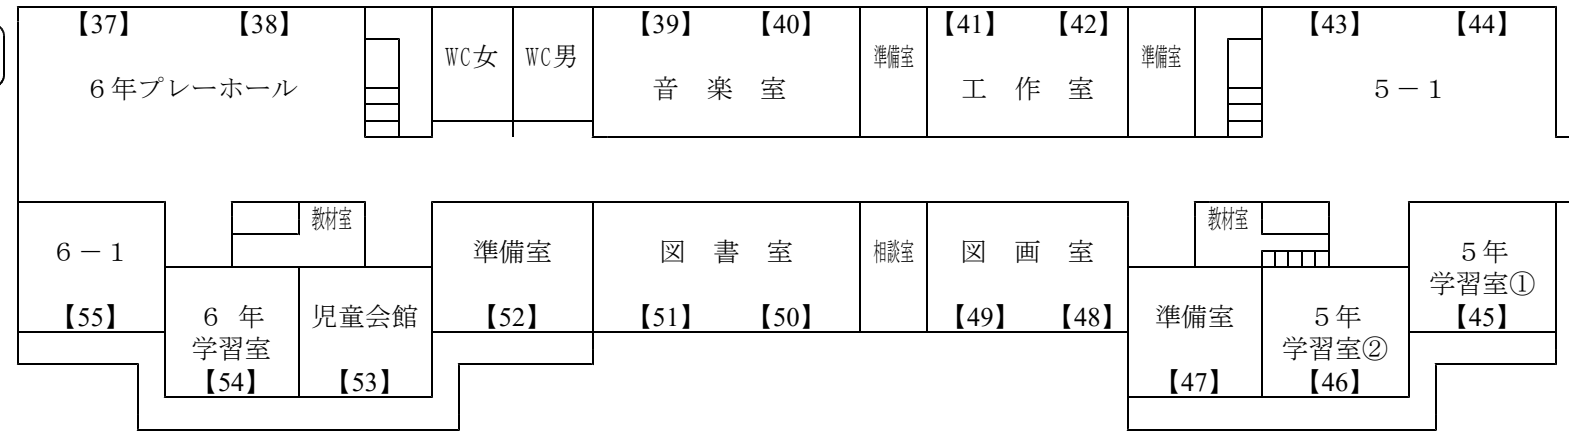 【37】 【38】 【39】 【40】 【41】 【42】 【43】 【44】
WC女 WC男 準備室 準備室
6年プレーホール 音 楽 室 工 作 室 5-1
教材室 教材室
6-1 準備室 図 書 室 相談室 図 画 室 5年
学習室①
【55】 6 年 児童会館 【52】 【51】 【50】 【49】 【48】 準備室 5年 【45】
学習室 学習室②
【54】 【53】 【47】 【46】